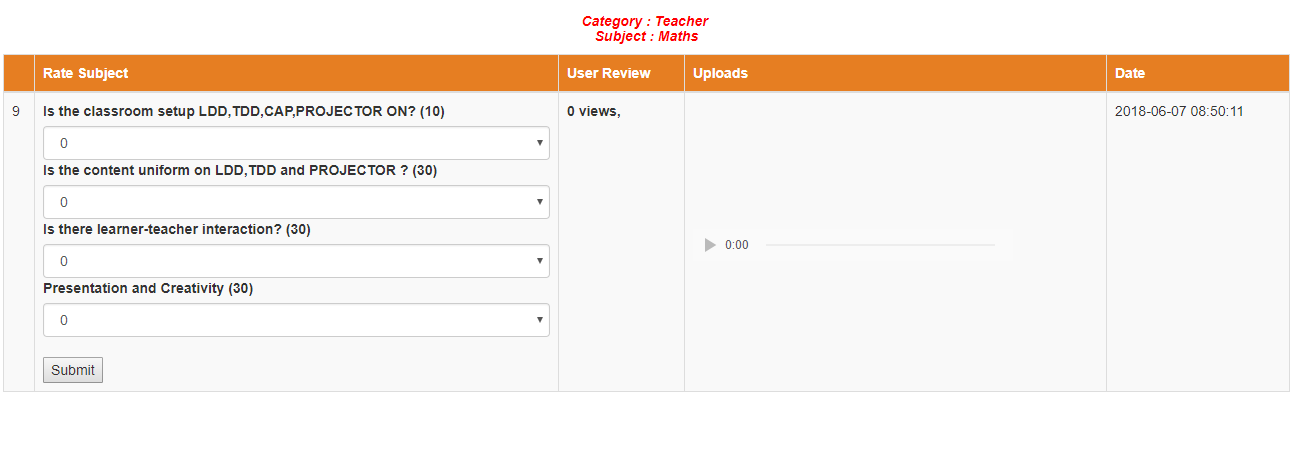 Category : Teacher
Subject : Maths
Rate Subject User Review Uploads Date
9 Is the classroom setup LDD,TDD,CAP,PROJECTOR ON? (10) 0 views, 2018-06-07 08:50:11
0
Is the content uniform on LDD,TDD and PROJECTOR ? (30)
0
Is there learner-teacher interaction? (30)
0:00
0
Presentation and Creativity (30)
0
Submit